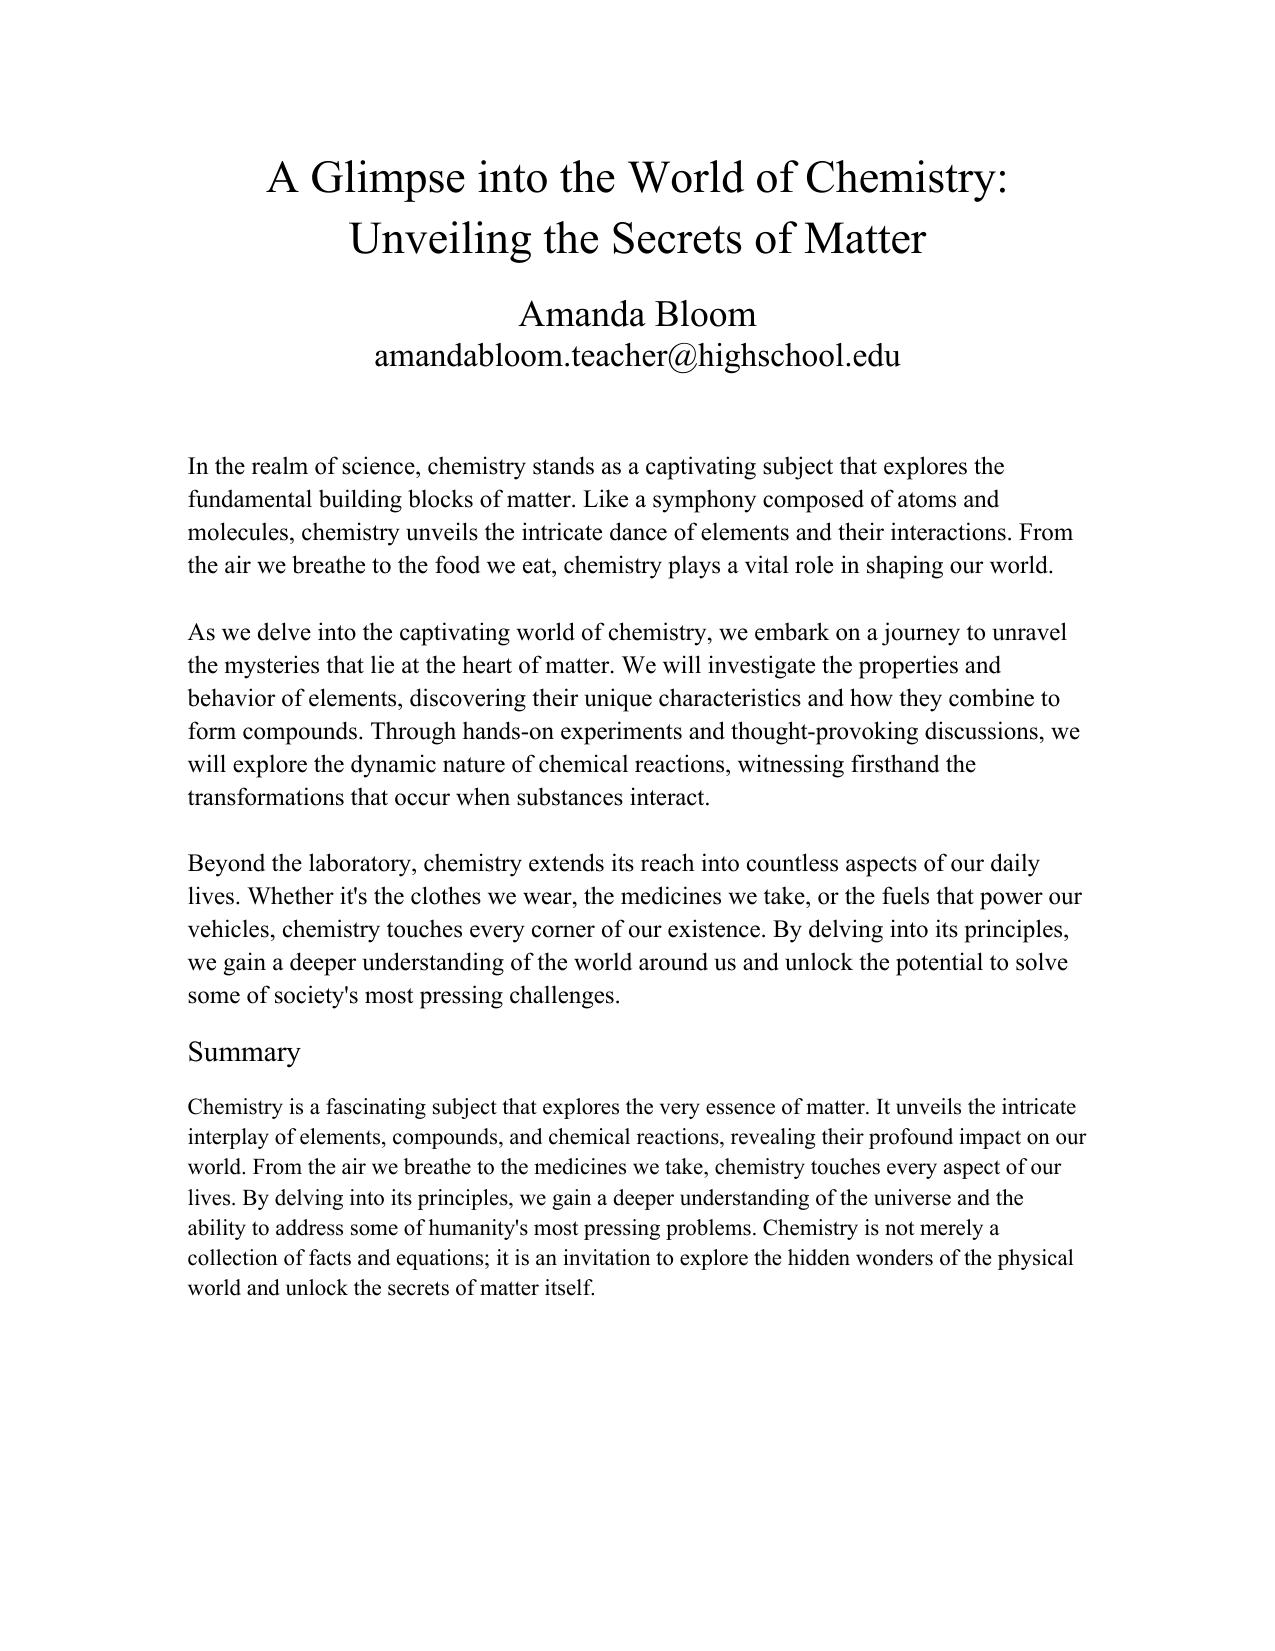 A Glimpse into the World of Chemistry:
Unveiling the Secrets of Matter
Amanda Bloom
amandabloom.teacher@highschool.edu
In the realm of science, chemistry stands as a captivating subject that explores the
fundamental building blocks of matter. Like a symphony composed of atoms and
molecules, chemistry unveils the intricate dance of elements and their interactions. From
the air we breathe to the food we eat, chemistry plays a vital role in shaping our world.
As we delve into the captivating world of chemistry, we embark on a journey to unravel
the mysteries that lie at the heart of matter. We will investigate the properties and
behavior of elements, discovering their unique characteristics and how they combine to
form compounds. Through hands-on experiments and thought-provoking discussions, we
will explore the dynamic nature of chemical reactions, witnessing firsthand the
transformations that occur when substances interact.
Beyond the laboratory, chemistry extends its reach into countless aspects of our daily
lives. Whether it's the clothes we wear, the medicines we take, or the fuels that power our
vehicles, chemistry touches every corner of our existence. By delving into its principles,
we gain a deeper understanding of the world around us and unlock the potential to solve
some of society's most pressing challenges.
Summary
Chemistry is a fascinating subject that explores the very essence of matter. It unveils the intricate
interplay of elements, compounds, and chemical reactions, revealing their profound impact on our
world. From the air we breathe to the medicines we take, chemistry touches every aspect of our
lives. By delving into its principles, we gain a deeper understanding of the universe and the
ability to address some of humanity's most pressing problems. Chemistry is not merely a
collection of facts and equations; it is an invitation to explore the hidden wonders of the physical
world and unlock the secrets of matter itself.